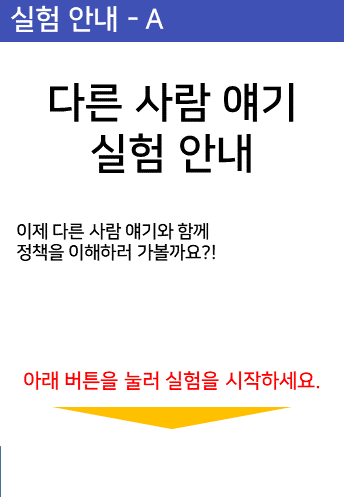 실험 안내 - A
다른 사람 얘기
실험 안내
이제 다른 사람 얘기와 함께
정책을 이해하러 가볼까요?!
아래 버튼을 눌러 실험을 시작하세요.